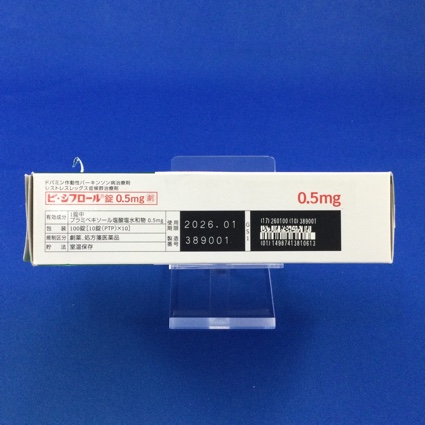 ドパミン作動性パーキンソン病治療剤
レストレスレッグス症候群治療剤
ビ・シフロール®錠 0.5mg 劇
0.5mg
有効成分 1錠中 プラミペキソール塩酸塩水和物 0.5mg
包装 100錠[10錠(PTP)×10]
規制区分 劇薬、処方箋医薬品
貯法 室温保存
使用期限 2026.01
製造番号 389001
GS1
(17)260100(10)389001
(01)14987413810613